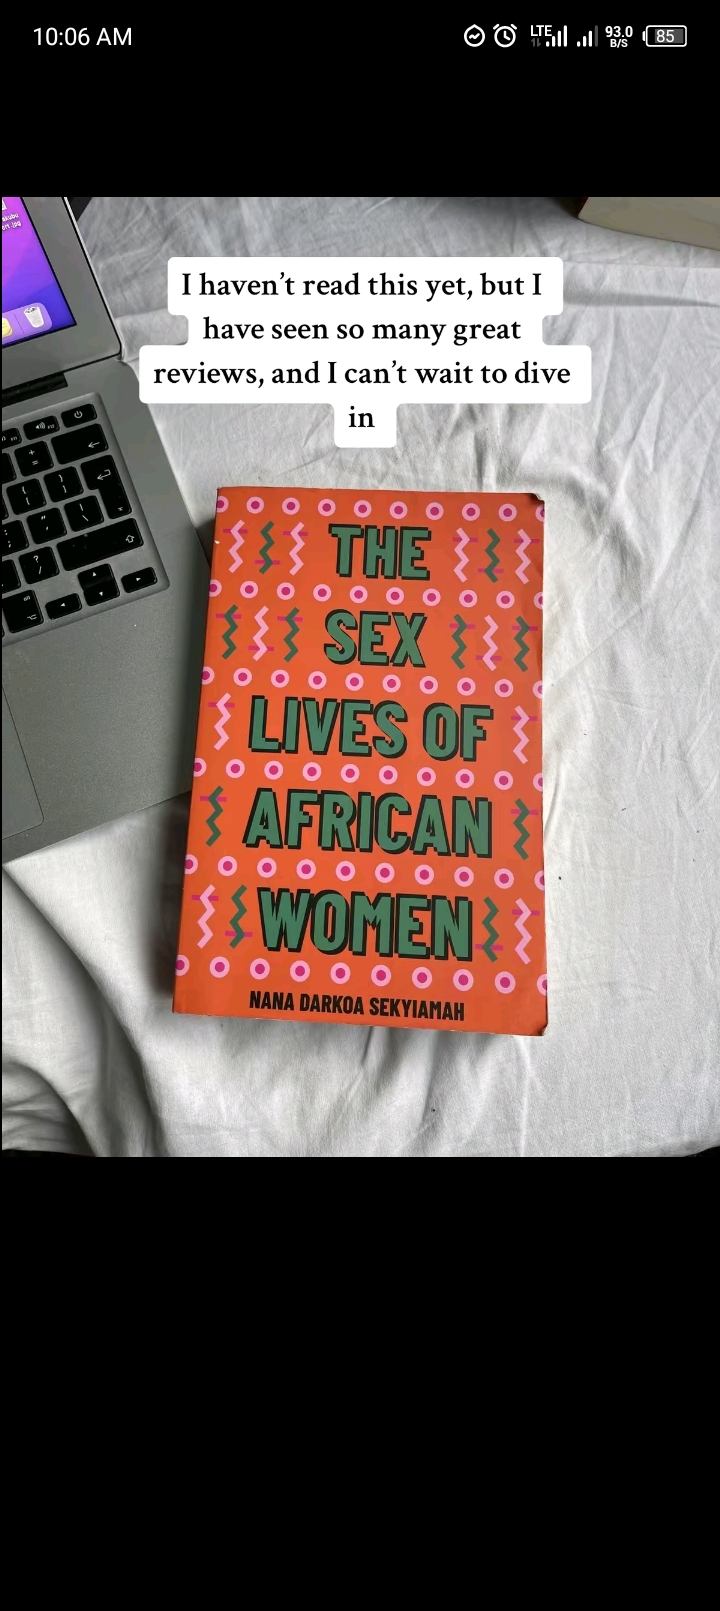 10:06 AM
LTE
93.0
B/S
85
I haven't read this yet, but I
have seen so many great
reviews, and I can't wait to dive
in
THE
SEX
LIVES OF
AFRICAN
WOMEN
NANA DARKOA SEKYIAMAH